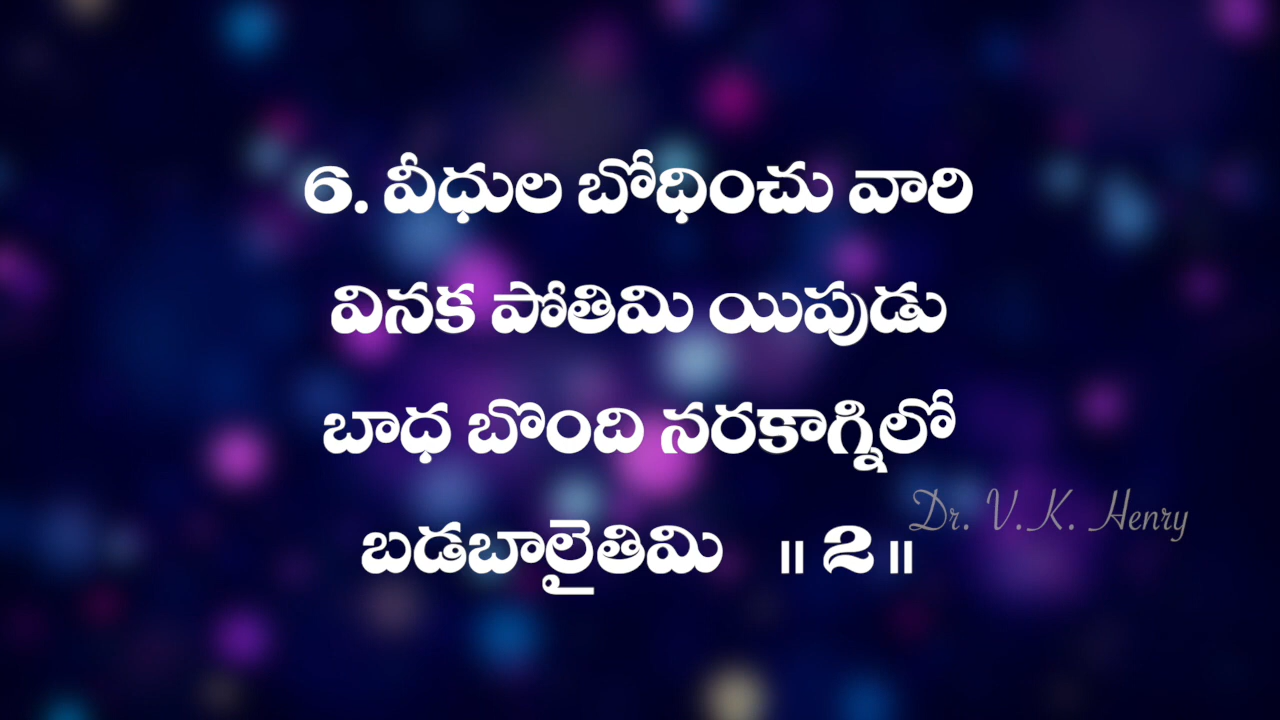 6. వీధుల బోధించు వారి
వినక పోతిమి యిపుడు
బాధ బొంది నరకాగ్నిలో
బడబాలైతిమి ॥ 2 ॥
Dr. V.K. Henry